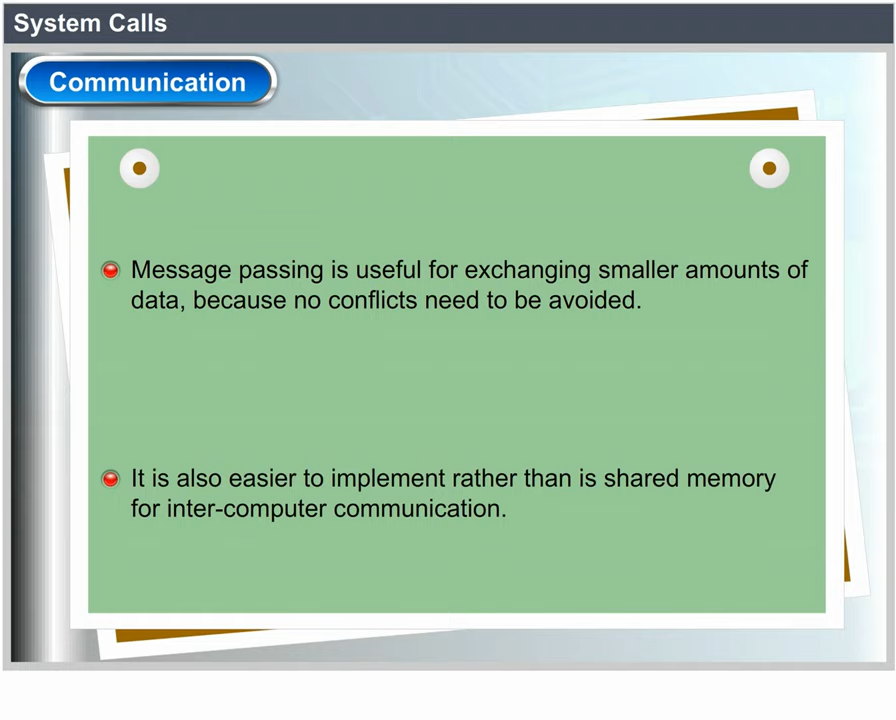 System Calls
Communication
Message passing is useful for exchanging smaller amounts of
data, because no conflicts need to be avoided.
It is also easier to implement rather than is shared memory
for inter-computer communication.